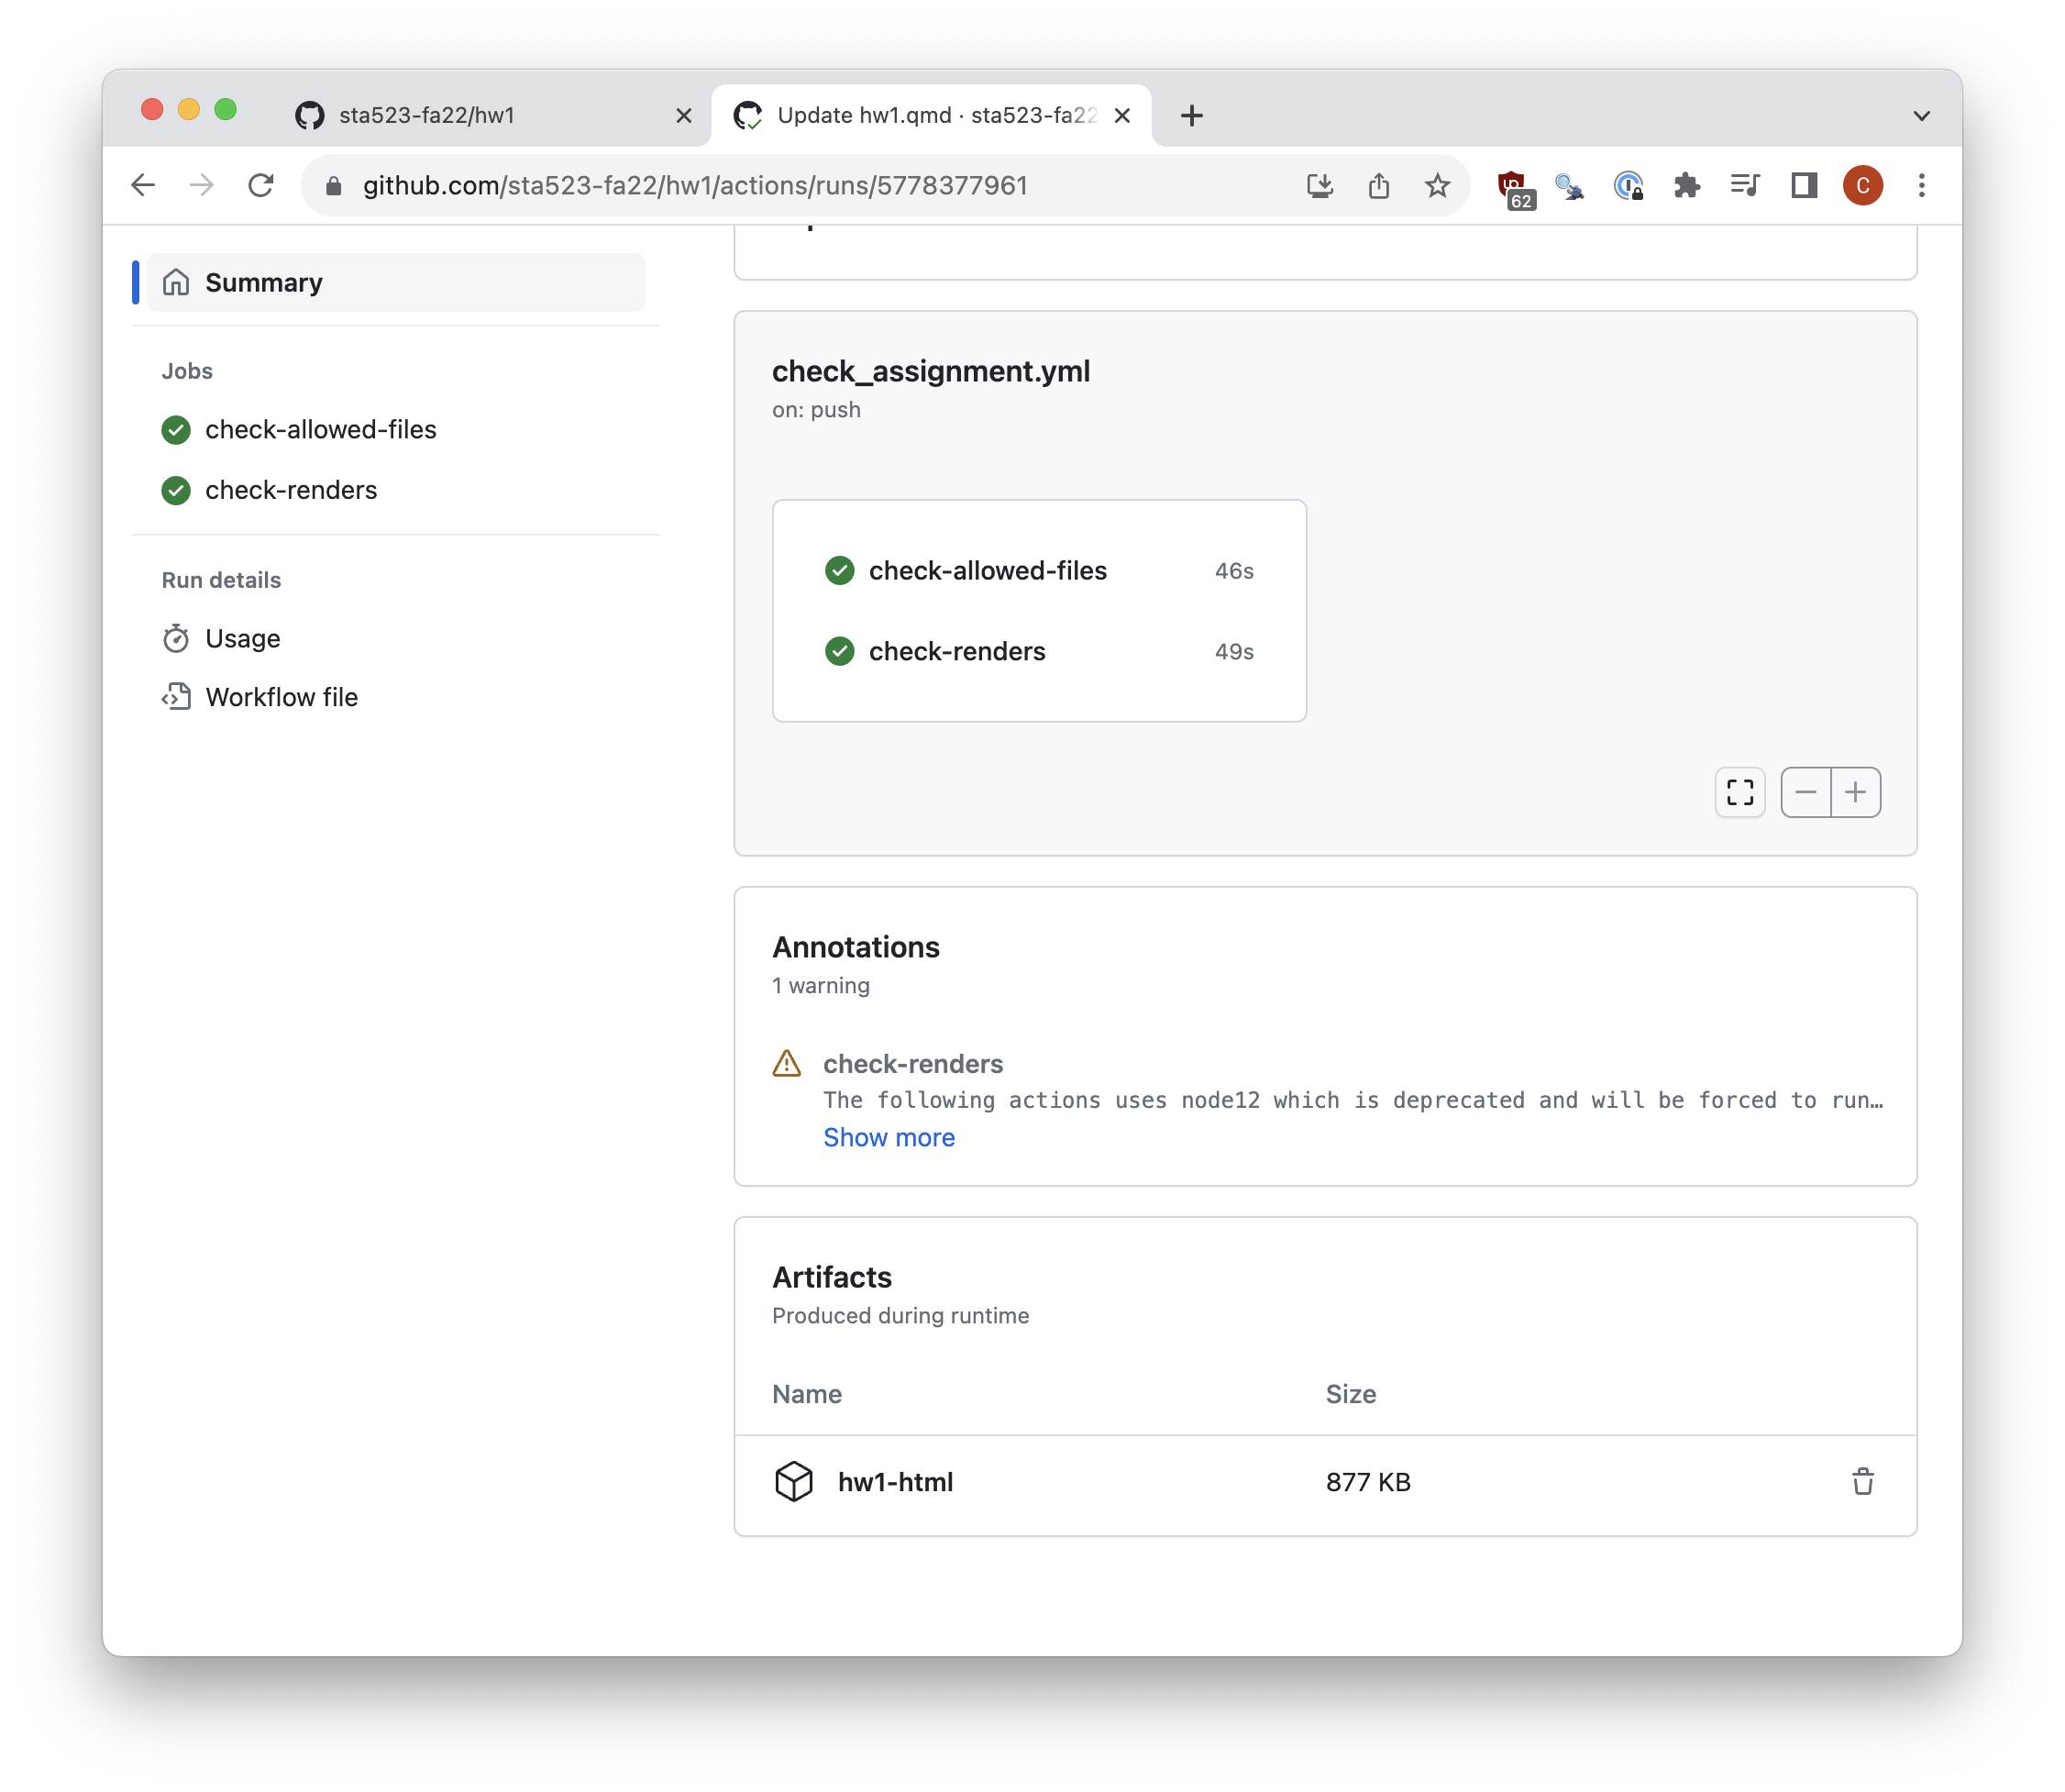 sta523-fa22/hw1
Update hw1.qmd · sta523-fa22
github.com/sta523-fa22/hw1/actions/runs/5778377961
62
C
Summary
Jobs
check-allowed-files
check-renders
Run details
Usage
Workflow file
check_assignment.yml
on: push
check-allowed-files 46s
check-renders 49s
Annotations
1 warning
check-renders
The following actions uses node12 which is deprecated and will be forced to run…
Show more
Artifacts
Produced during runtime
Name Size
hw1-html 877 KB